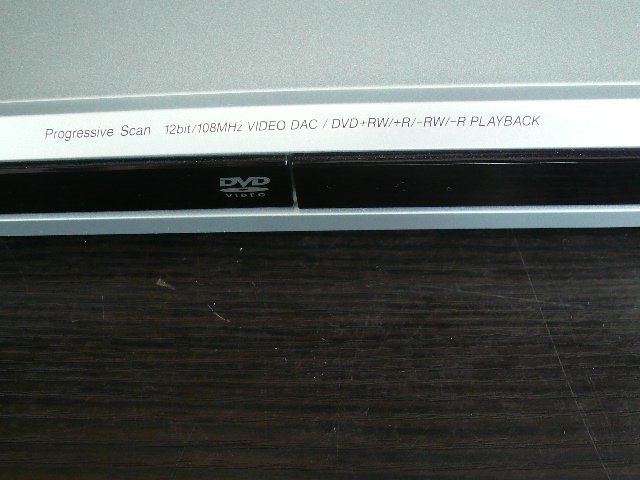 Progressive Scan 12bit/108MHz VIDEO DAC / DVD+RW/+R/-RW/-R PLAYBACK
DVD
VIDEO